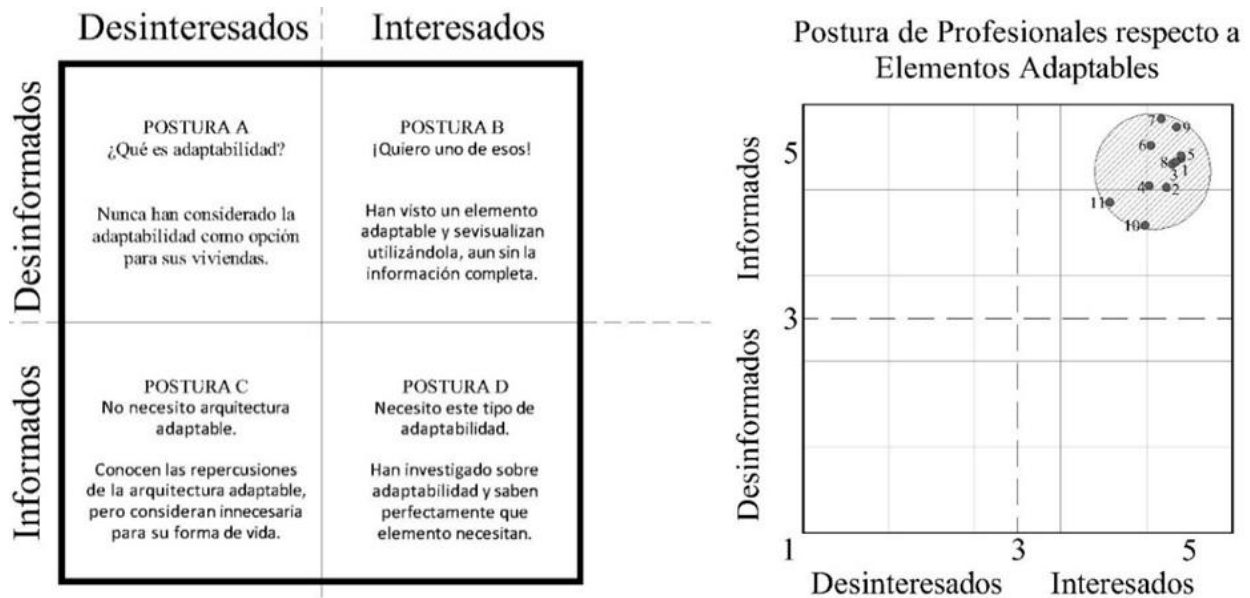 Desinteresados
Interesados
Desinformados
Informados
POSTURA A
¿Qué es adaptabilidad?
Nunca han considerado la
adaptabilidad como opción
para sus viviendas.
POSTURA B
¡Quiero uno de esos!
Han visto un elemento
adaptable y sevisualizan
utilizándola, aun sin la
información completa.
POSTURA C
No necesito arquitectura
adaptable.
Conocen las repercusiones
de la arquitectura adaptable,
pero consideran innecesaria
para su forma de vida.
POSTURA D
Necesito este tipo de
adaptabilidad.
Han investigado sobre
adaptabilidad y saben
perfectamente que
elemento necesitan.
Postura de Profesionales respecto a
Elementos Adaptables
Informados
Desinformados
5
3
1
7
9
6
5
8
1
3
4
2
11
10
3
5
Desinteresados
Interesados